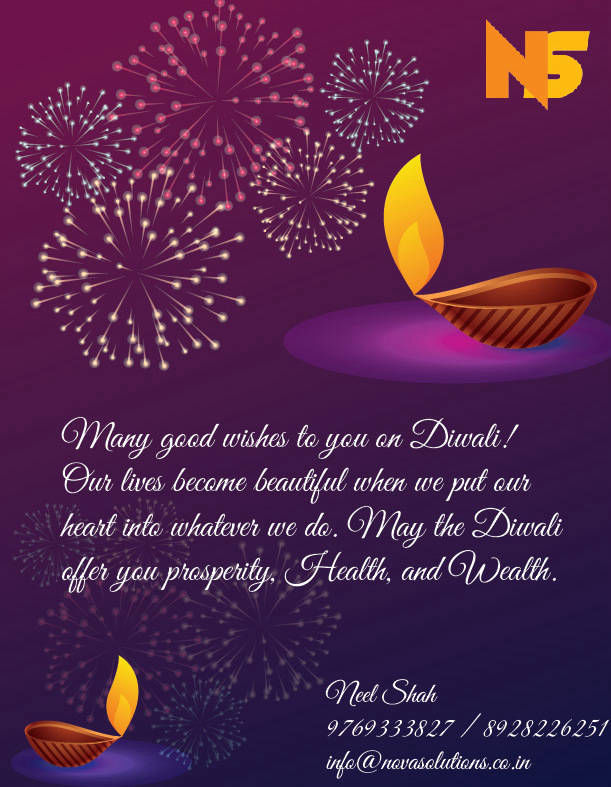 NS
Many good wishes to you on Diwali!
Our lives become beautiful when we put our
heart into whatever we do. May the Diwali
offer you prosperity, Health, and Wealth.
Neel Shah
9769333827 / 8928226251
info@novasolutions.co.in